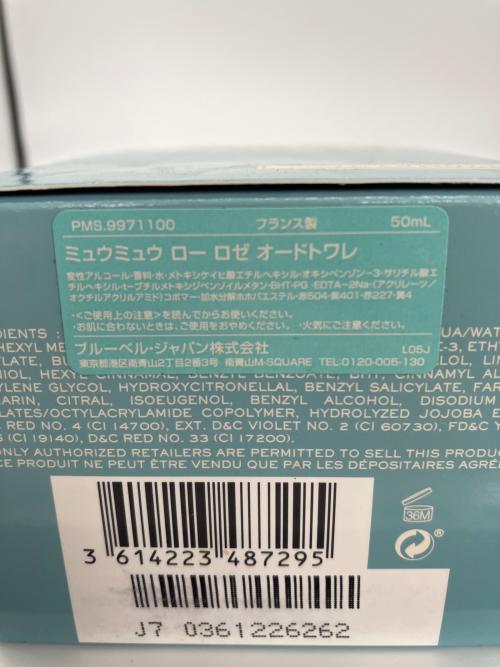 PMS.9971100 フランス製 50mL
ミュウミュウ ロー ロゼ オードトワレ
変性アルコール・香料・水・メトキシケイヒ酸エチルヘキシル・オキシベンゾン-3・サリチル酸エ
チルヘキシル・t-ブチルメトキシジベンゾイルメタン・BHT・PG・EDTA-2Na・(アクリレーツ/
オクチルアクリルアミド)コポマー・加水分解ホホバエステル・赤504・紫401・赤227・黄4
・<ご使用上の注意>を読んでからお使いください。
・お肌に合わないときは、ご使用をおやめください。・火気にご注意ください。
ブルーベル・ジャパン株式会社 L05J
東京都港区南青山2丁目2番3号 南青山M-SQUARE TEL:0120-005-130
DIENTS :
UA/WAT
HEXYL ME
E-3, ETH
LATE, BU
LOL, LIN
NIOL, HEX
YLENE GLYCOL, HYDROXYCITRONELLAL, BENZYL SALICYLATE, FAR
ARIN, CITRAL, ISOEUGENOL, BENZYL ALCOHOL, DISODIUM
LATES/OCTYLACRYLAMIDE COPOLYMER, HYDROLYZED JOJOBA E
RED NO. 4 (CI 14700), EXT. D&C VIOLET NO. 2 (CI 60730), FD&C Y
5 (CI 19140), D&C RED NO. 33 (CI 17200).
ONLY AUTHORIZED RETAILERS ARE PERMITTED TO SELL THIS PRODUC
CE PRODUIT NE PEUT ÊTRE VENDU QUE PAR LES DÉPOSITAIRES AGRÉ
36M
®
3 614223 487295
J7 0361226262